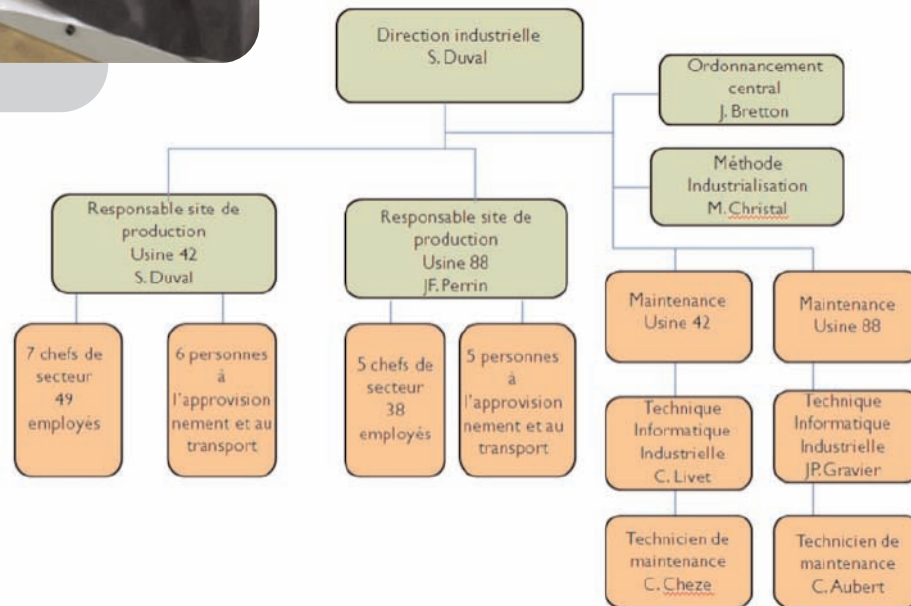 Direction industrielle
S. Duval
Ordonnancement
central
J. Bretton
Méthode
Industrialisation
M. Christal
Responsable site de
production
Usine 42
S. Duval
Responsable site de
production
Usine 88
JF. Perrin
7 chefs de
secteur
49
employés
6 personnes
à
l'approvision
nement et au
transport
5 chefs de
secteur
38
employés
5 personnes
à
l'approvision
nement et au
transport
Maintenance
Usine 42
Maintenance
Usine 88
Technique
Informatique
Industrielle
C. Livet
Technique
Informatique
Industrielle
JP. Gravier
Technicien de
maintenance
C. Cheze
Technicien de
maintenance
C. Aubert